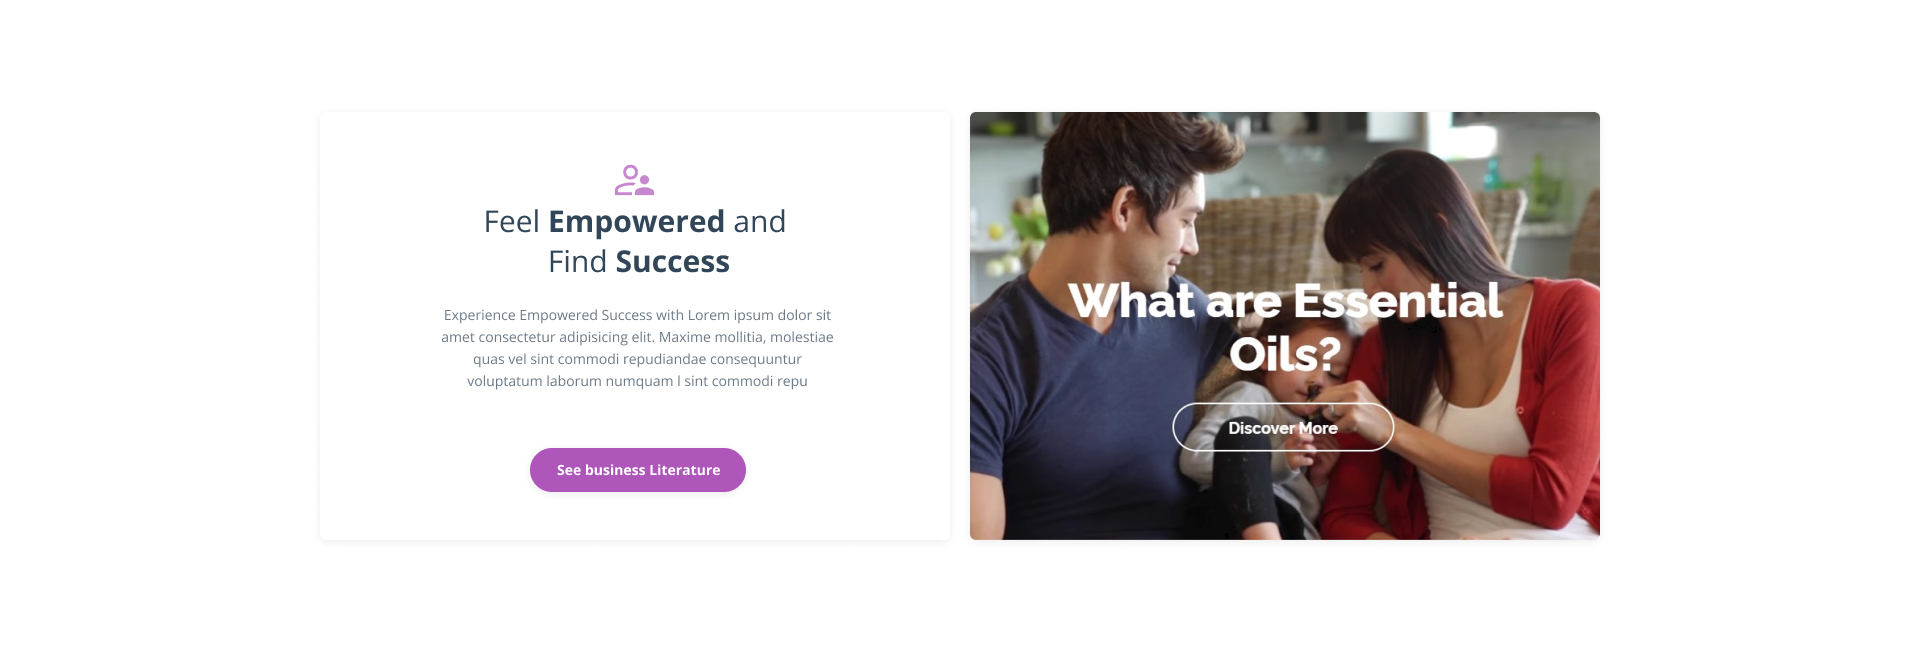 Feel Empowered and
Find Success
Experience Empowered Success with Lorem ipsum dolor sit
amet consectetur adipisicing elit. Maxime mollitia, molestiae
quas vel sint commodi repudiandae consequuntur
voluptatum laborum numquam l sint commodi repu
See business Literature
What are Essential
Oils?
Discover More